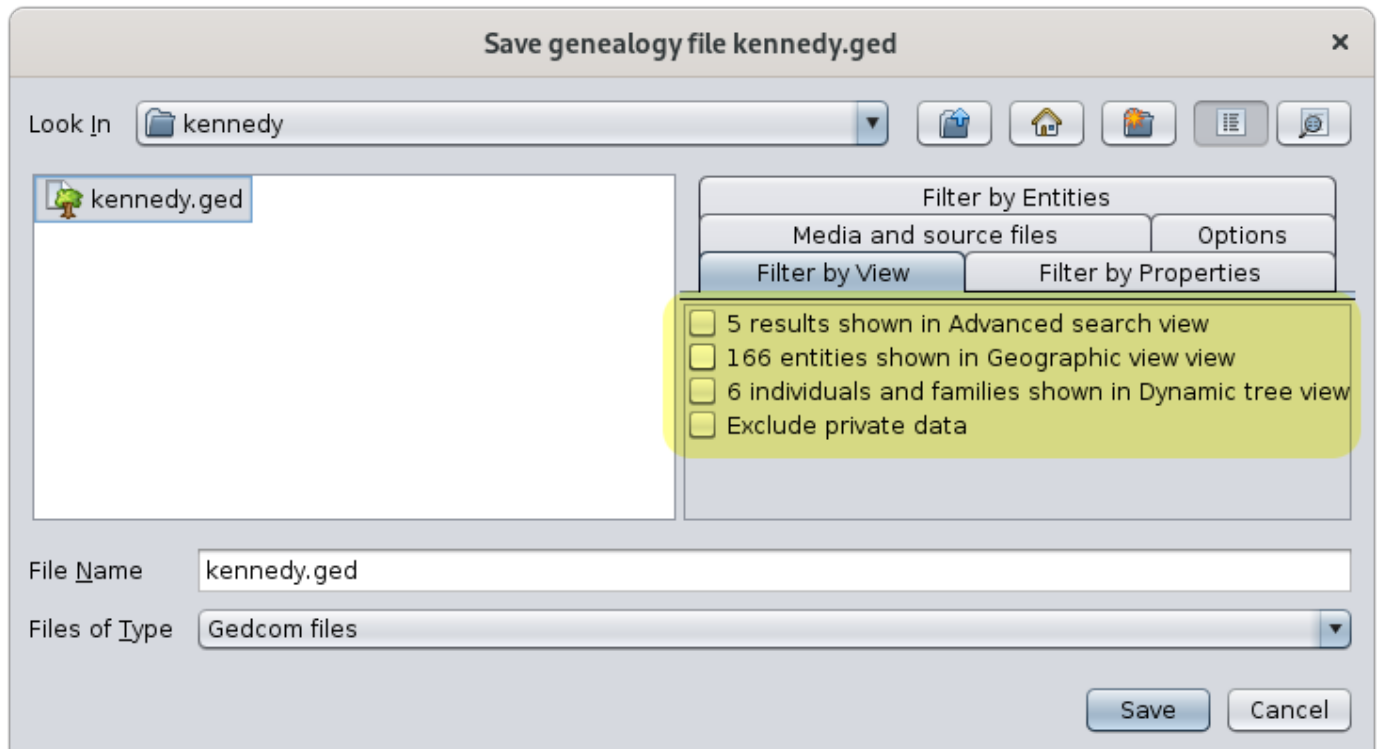 Save genealogy file kennedy.ged
Look In kennedy
kennedy.ged
Filter by Entities
Media and source files Options
Filter by View Filter by Properties
5 results shown in Advanced search view
166 entities shown in Geographic view view
6 individuals and families shown in Dynamic tree view
Exclude private data
File Name kennedy.ged
Files of Type Gedcom files
Save Cancel